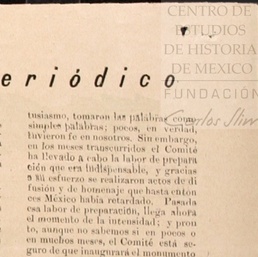 CENTRO DE
ESTUDIOS
DE HISTORIA
DE MEXICO
FUNDACIÓN
Carlos Slim
eriódico
tusiasmo, tomaron las palabras como
simples palabras; pocos, en verdad,
tuvieron fe en nosotros. Sin embargo,
en los meses transcurridos el Comité
ha llevado a cabo la labor de prepara
ción que era indispensable, y gracias
a su esfuerzo se realizaron actos de di
fusión y de homenaje que hasta enton
ces México había retardado. Pasada
esa labor de preparación, llega ahora
el momento de la intensidad; y pron
to, aunque no sabemos si en pocos o
en muchos meses, el Comité está se-
guro de que inaugurará el monumento